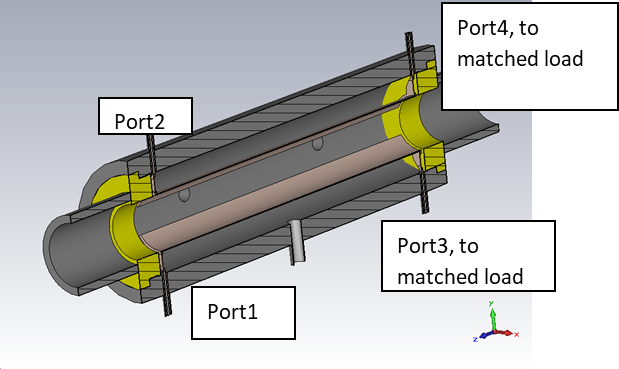 Port4, to
matched load
Port2
Port3, to
matched load
Port1
y
z
x